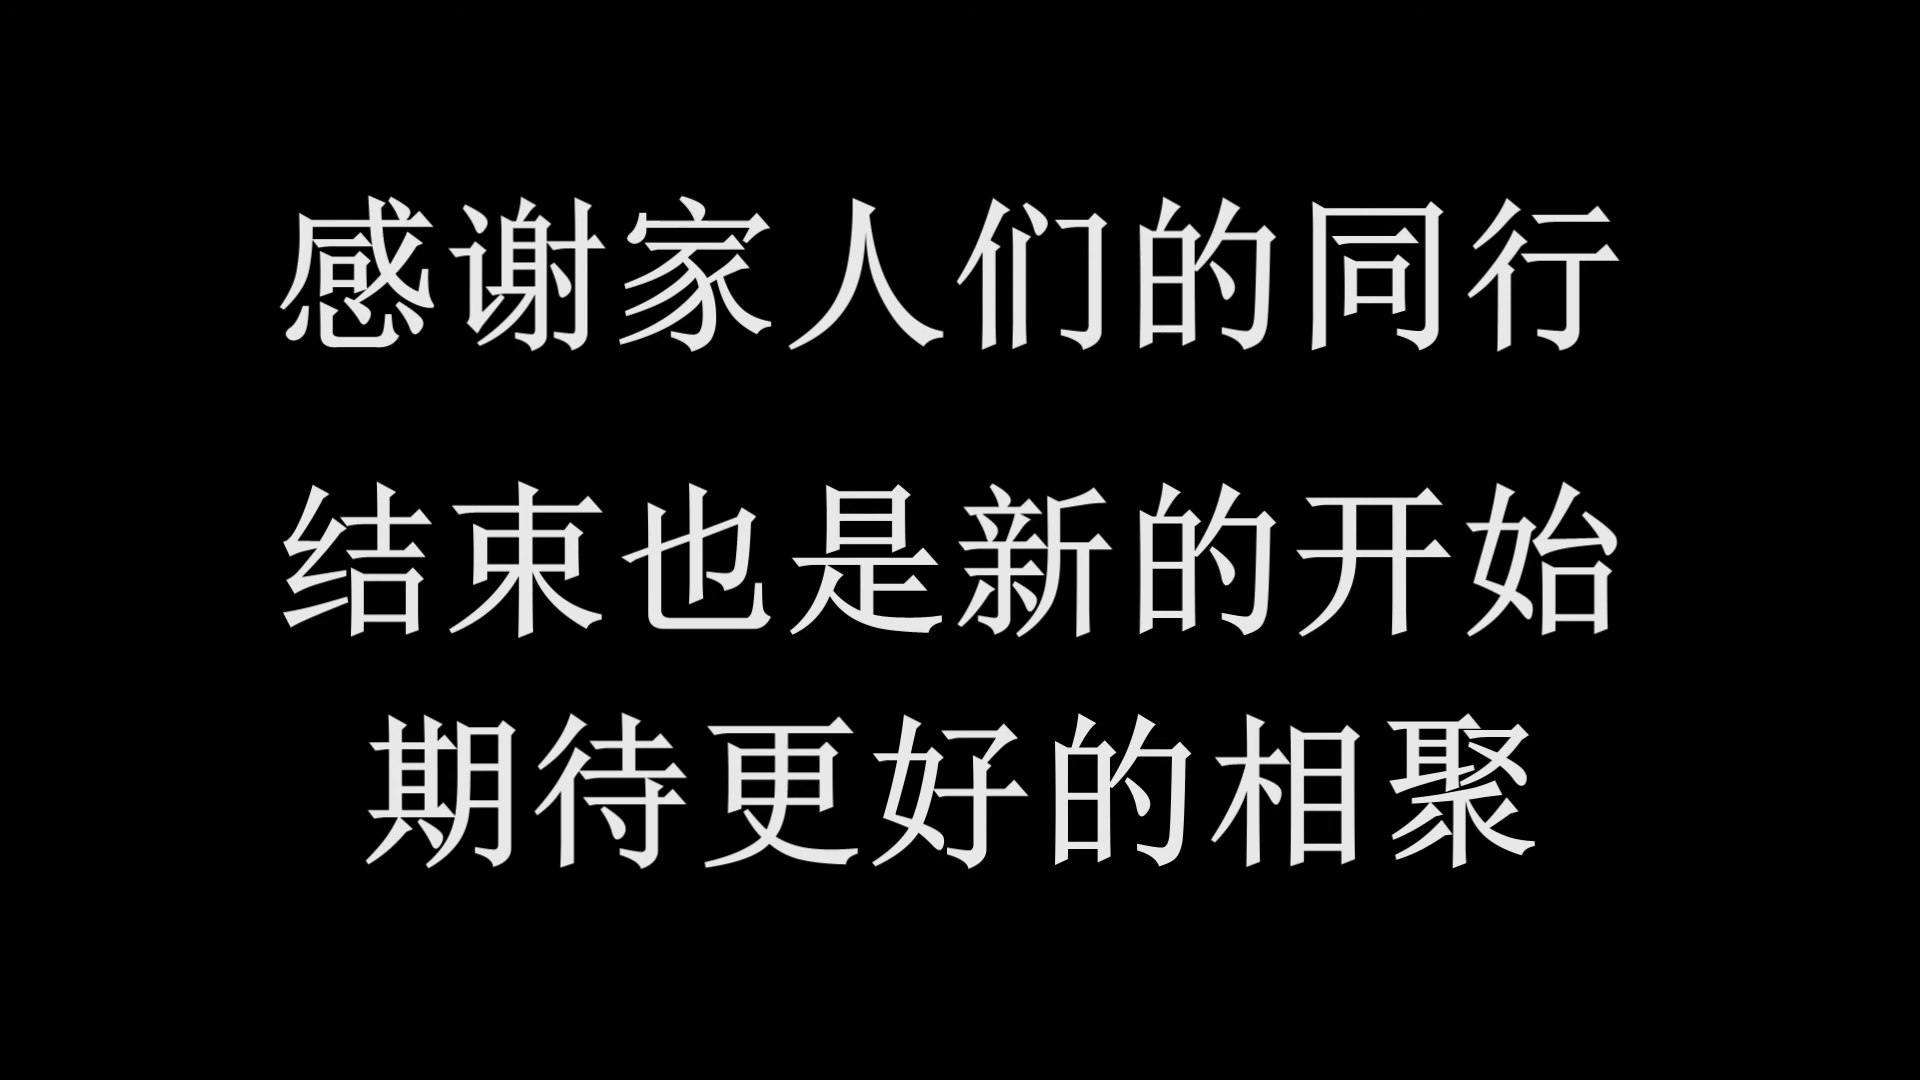 感谢家人们的同行
结束也是新的开始
期待更好的相聚